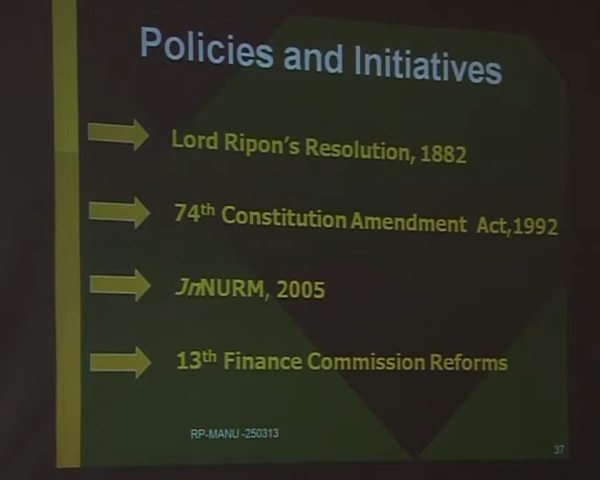 Policies and Initiatives
Lord Ripon's Resolution, 1882
74th Constitution Amendment Act,1992
JnNURM, 2005
13th Finance Commission Reforms
RP-MANU -250313
37